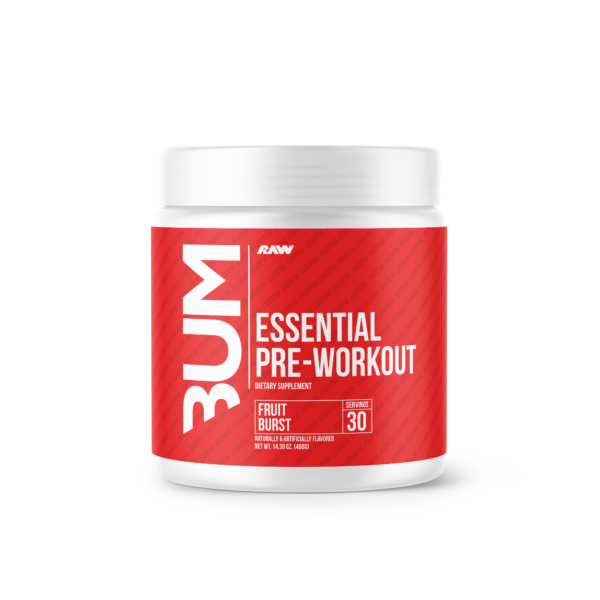 BUM
RAW
ESSENTIAL
PRE-WORKOUT
DIETARY SUPPLEMENT
FRUIT
BURST
SERVINGS
30
NATURALLY & ARTIFICIALLY FLAVORED
NET WT. 14.39 OZ. (408G)